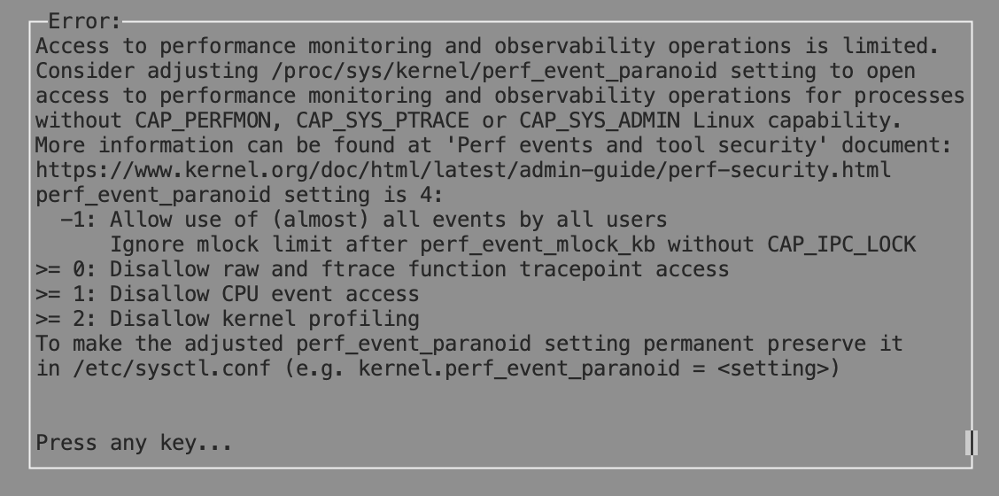 Error:
Access to performance monitoring and observability operations is limited.
Consider adjusting /proc/sys/kernel/perf_event_paranoid setting to open
access to performance monitoring and observability operations for processes
without CAP_PERFMON, CAP_SYS_PTRACE or CAP_SYS_ADMIN Linux capability.
More information can be found at 'Perf events and tool security' document:
https://www.kernel.org/doc/html/latest/admin-guide/perf-security.html
perf_event_paranoid setting is 4:
  -1: Allow use of (almost) all events by all users
      Ignore mlock limit after perf_event_mlock_kb without CAP_IPC_LOCK
>= 0: Disallow raw and ftrace function tracepoint access
>= 1: Disallow CPU event access
>= 2: Disallow kernel profiling
To make the adjusted perf_event_paranoid setting permanent preserve it
in /etc/sysctl.conf (e.g. kernel.perf_event_paranoid = <setting>)
Press any key...